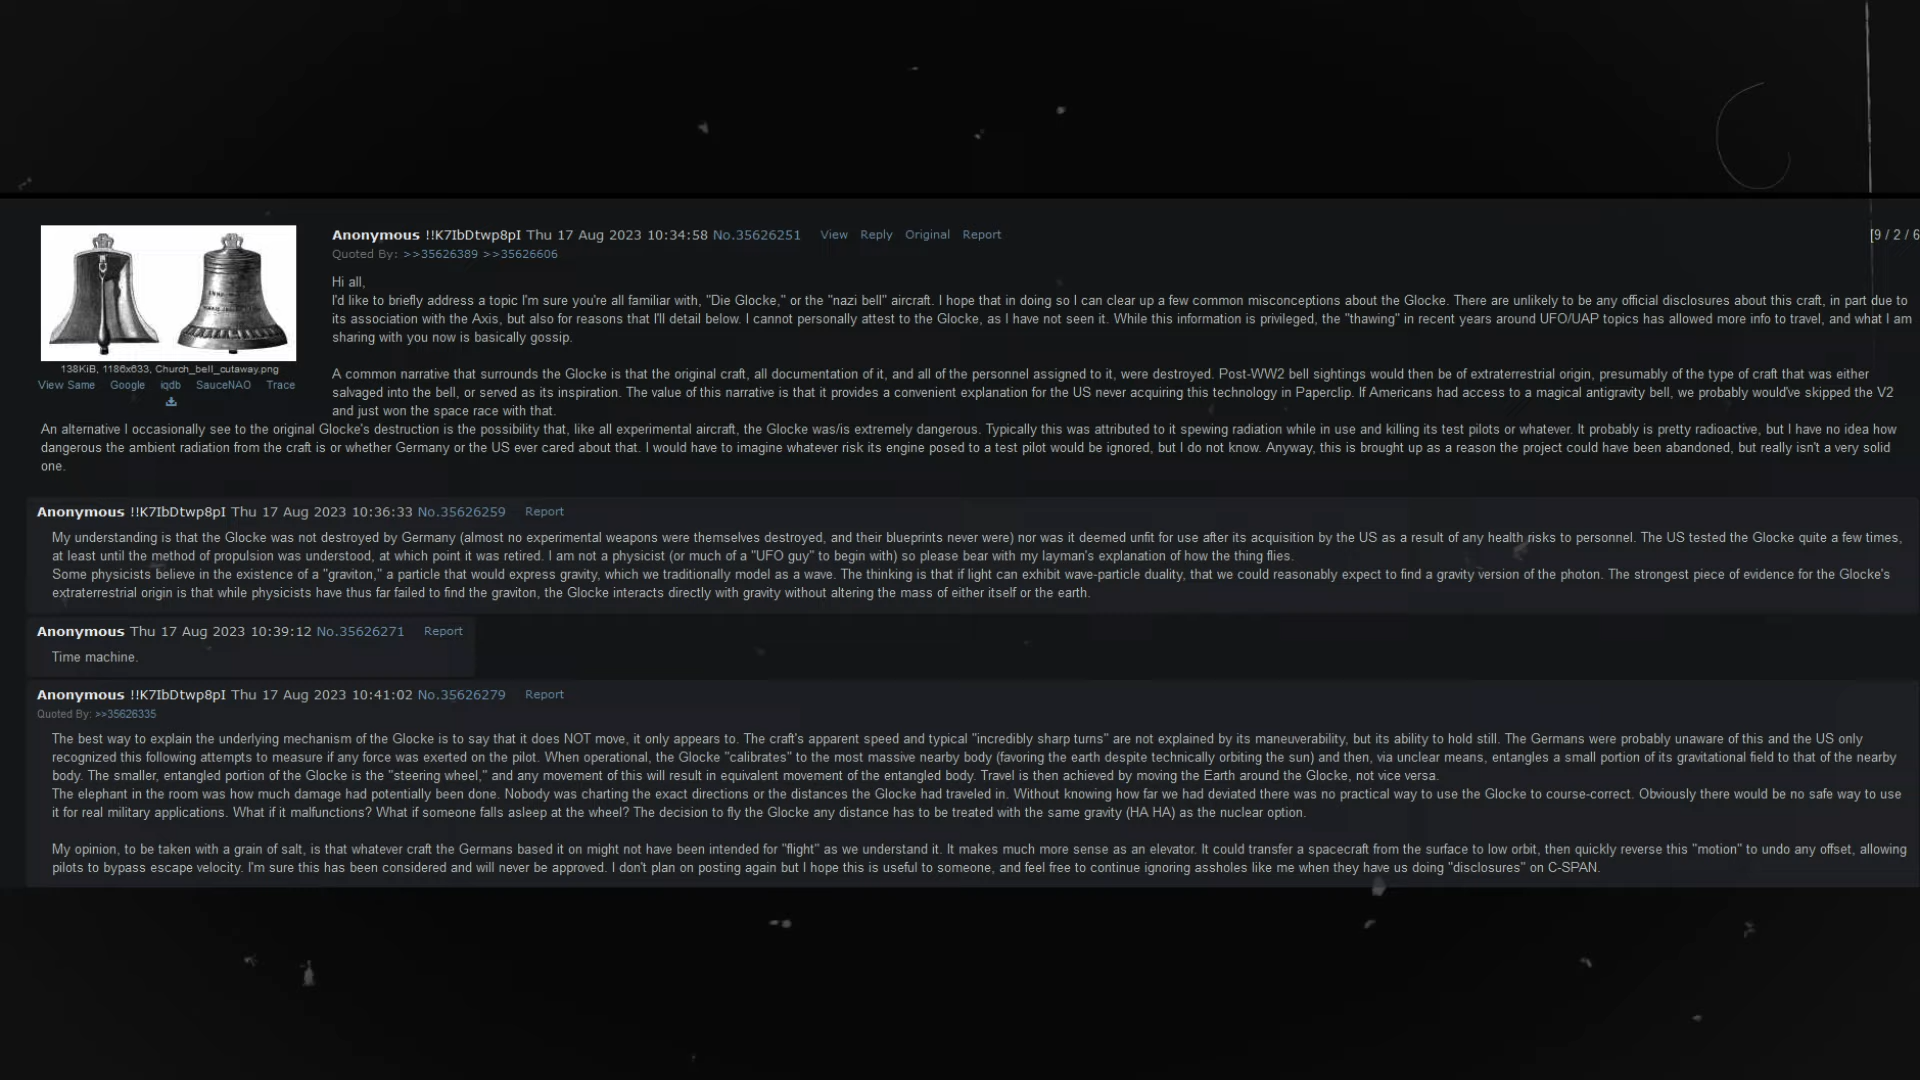 Anonymous !!K7IbDtwp8pI Thu 17 Aug 2023 10:34:58 No.35626251 View Reply Original Report
[9 / 2 / 6
Quoted By: >>35626389 >>35626606
138KiB, 1186x633, Church_bell_cutaway.png
View Same Google iqdb SauceNAO Trace
Hi all,
I'd like to briefly address a topic I'm sure you're all familiar with, "Die Glocke," or the "nazi bell" aircraft. I hope that in doing so I can clear up a few common misconceptions about the Glocke. There are unlikely to be any official disclosures about this craft, in part due to
its association with the Axis, but also for reasons that I'll detail below. I cannot personally attest to the Glocke, as I have not seen it. While this information is privileged, the "thawing" in recent years around UFO/UAP topics has allowed more info to travel, and what I am
sharing with you now is basically gossip.
A common narrative that surrounds the Glocke is that the original craft, all documentation of it, and all of the personnel assigned to it, were destroyed. Post-WW2 bell sightings would then be of extraterrestrial origin, presumably of the type of craft that was either
salvaged into the bell, or served as its inspiration. The value of this narrative is that it provides a convenient explanation for the US never acquiring this technology in Paperclip. If Americans had access to a magical antigravity bell, we probably would've skipped the V2
and just won the space race with that.
An alternative I occasionally see to the original Glocke's destruction is the possibility that, like all experimental aircraft, the Glocke was/is extremely dangerous. Typically this was attributed to it spewing radiation while in use and killing its test pilots or whatever. It probably is pretty radioactive, but I have no idea how
dangerous the ambient radiation from the craft is or whether Germany or the US ever cared about that. I would have to imagine whatever risk its engine posed to a test pilot would be ignored, but I do not know. Anyway, this is brought up as a reason the project could have been abandoned, but really isn't a very solid
one.
Anonymous !!K7IbDtwp8pI Thu 17 Aug 2023 10:36:33 No.35626259 Report
My understanding is that the Glocke was not destroyed by Germany (almost no experimental weapons were themselves destroyed, and their blueprints never were) nor was it deemed unfit for use after its acquisition by the US as a result of any health risks to personnel. The US tested the Glocke quite a few times,
at least until the method of propulsion was understood, at which point it was retired. I am not a physicist (or much of a "UFO guy" to begin with) so please bear with my layman's explanation of how the thing flies.
Some physicists believe in the existence of a "graviton," a particle that would express gravity, which we traditionally model as a wave. The thinking is that if light can exhibit wave-particle duality, that we could reasonably expect to find a gravity version of the photon. The strongest piece of evidence for the Glocke's
extraterrestrial origin is that while physicists have thus far failed to find the graviton, the Glocke interacts directly with gravity without altering the mass of either itself or the earth.
Anonymous Thu 17 Aug 2023 10:39:12 No.35626271 Report
Time machine.
Anonymous !!K7IbDtwp8pI Thu 17 Aug 2023 10:41:02 No.35626279 Report
Quoted By: >>35626335
The best way to explain the underlying mechanism of the Glocke is to say that it does NOT move, it only appears to. The craft's apparent speed and typical "incredibly sharp turns" are not explained by its maneuverability, but its ability to hold still. The Germans were probably unaware of this and the US only
recognized this following attempts to measure if any force was exerted on the pilot. When operational, the Glocke "calibrates" to the most massive nearby body (favoring the earth despite technically orbiting the sun) and then, via unclear means, entangles a small portion of its gravitational field to that of the nearby
body. The smaller, entangled portion of the Glocke is the "steering wheel," and any movement of this will result in equivalent movement of the entangled body. Travel is then achieved by moving the Earth around the Glocke, not vice versa.
The elephant in the room was how much damage had potentially been done. Nobody was charting the exact directions or the distances the Glocke had traveled in. Without knowing how far we had deviated there was no practical way to use the Glocke to course-correct. Obviously there would be no safe way to use
it for real military applications. What if it malfunctions? What if someone falls asleep at the wheel? The decision to fly the Glocke any distance has to be treated with the same gravity (HA HA) as the nuclear option.
My opinion, to be taken with a grain of salt, is that whatever craft the Germans based it on might not have been intended for "flight" as we understand it. It makes much more sense as an elevator. It could transfer a spacecraft from the surface to low orbit, then quickly reverse this "motion" to undo any offset, allowing
pilots to bypass escape velocity. I'm sure this has been considered and will never be approved. I don't plan on posting again but I hope this is useful to someone, and feel free to continue ignoring assholes like me when they have us doing "disclosures" on C-SPAN.